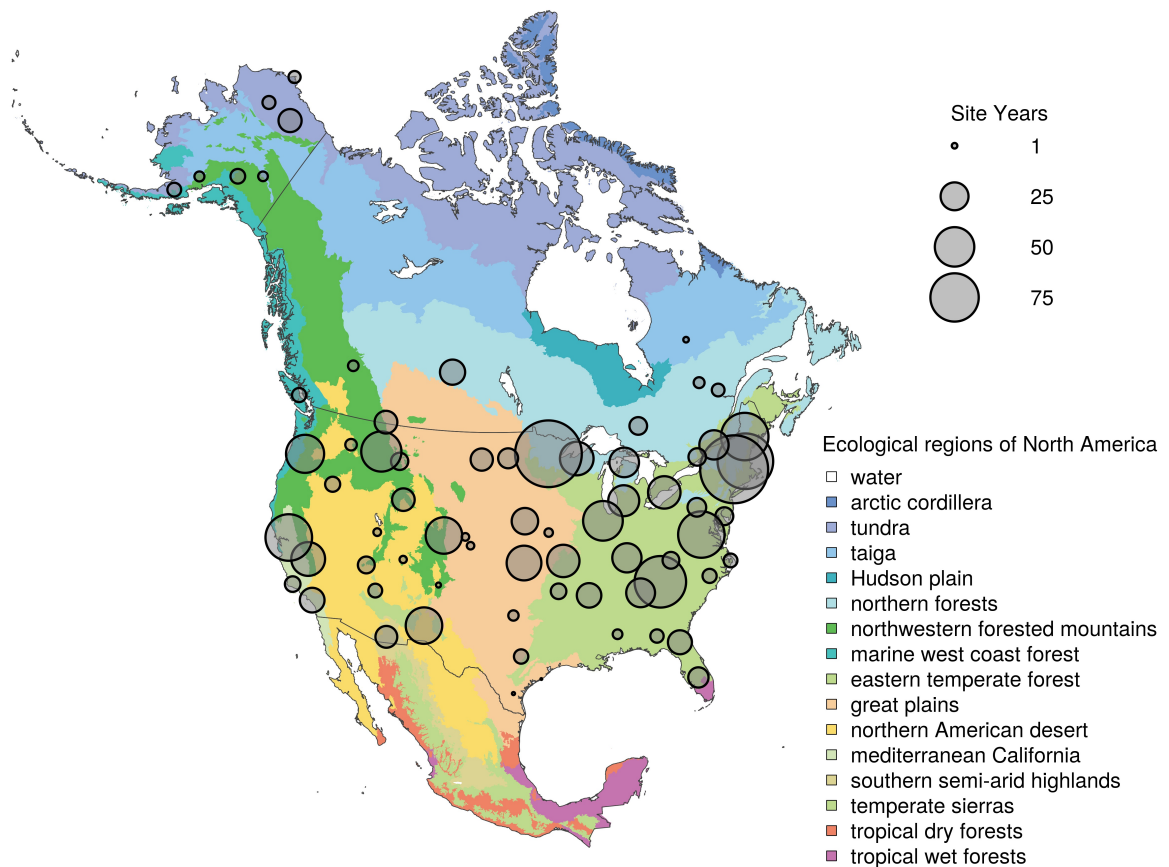 Site Years
1
25
50
75
Ecological regions of North America
water
arctic cordillera
tundra
taiga
Hudson plain
northern forests
northwestern forested mountains
marine west coast forest
eastern temperate forest
great plains
northern American desert
mediterranean California
southern semi-arid highlands
temperate sierras
tropical dry forests
tropical wet forests